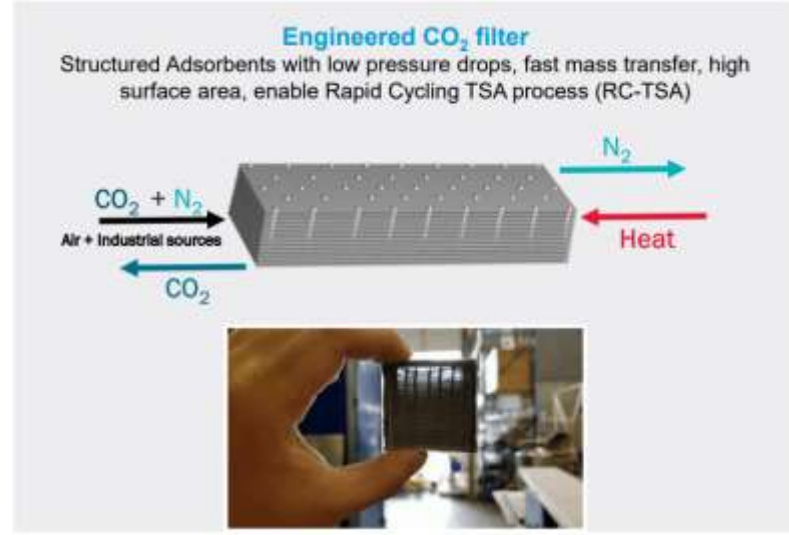 Engineered CO₂ filter
Structured Adsorbents with low pressure drops, fast mass transfer, high
surface area, enable Rapid Cycling TSA process (RC-TSA)
N₂
CO₂ + N₂
Air + Industrial sources
Heat
CO₂